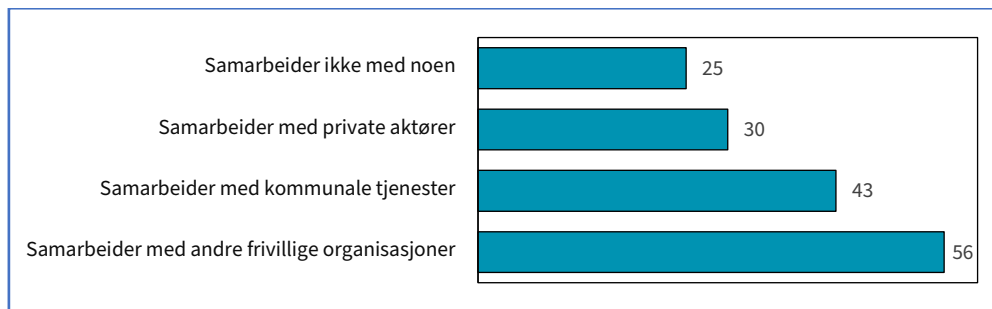 Samarbeider ikke med noen 25
Samarbeider med private aktører 30
Samarbeider med kommunale tjenester 43
Samarbeider med andre frivillige organisasjoner 56